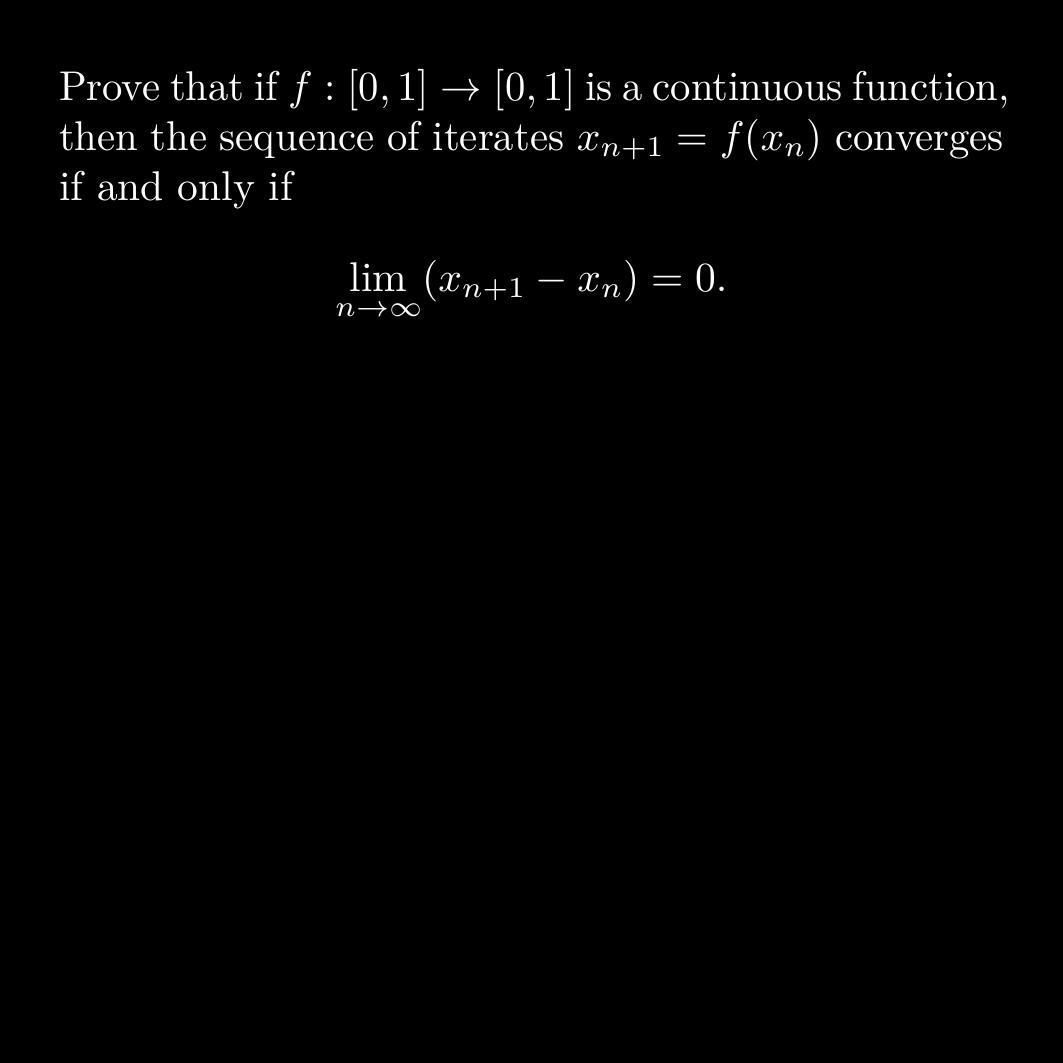 Prove that if $f : [0, 1] \to [0, 1]$ is a continuous function,
then the sequence of iterates $x_{n+1} = f(x_n)$ converges
if and only if
$$\lim_{n \to \infty} (x_{n+1} - x_n) = 0.$$